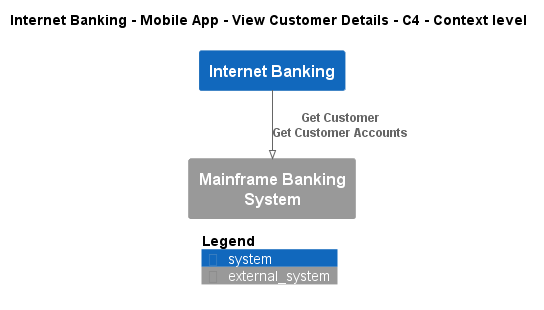 Internet Banking - Mobile App - View Customer Details - C4 - Context level
Internet Banking
Get Customer
Get Customer Accounts
Mainframe Banking
System
Legend
system
external_system